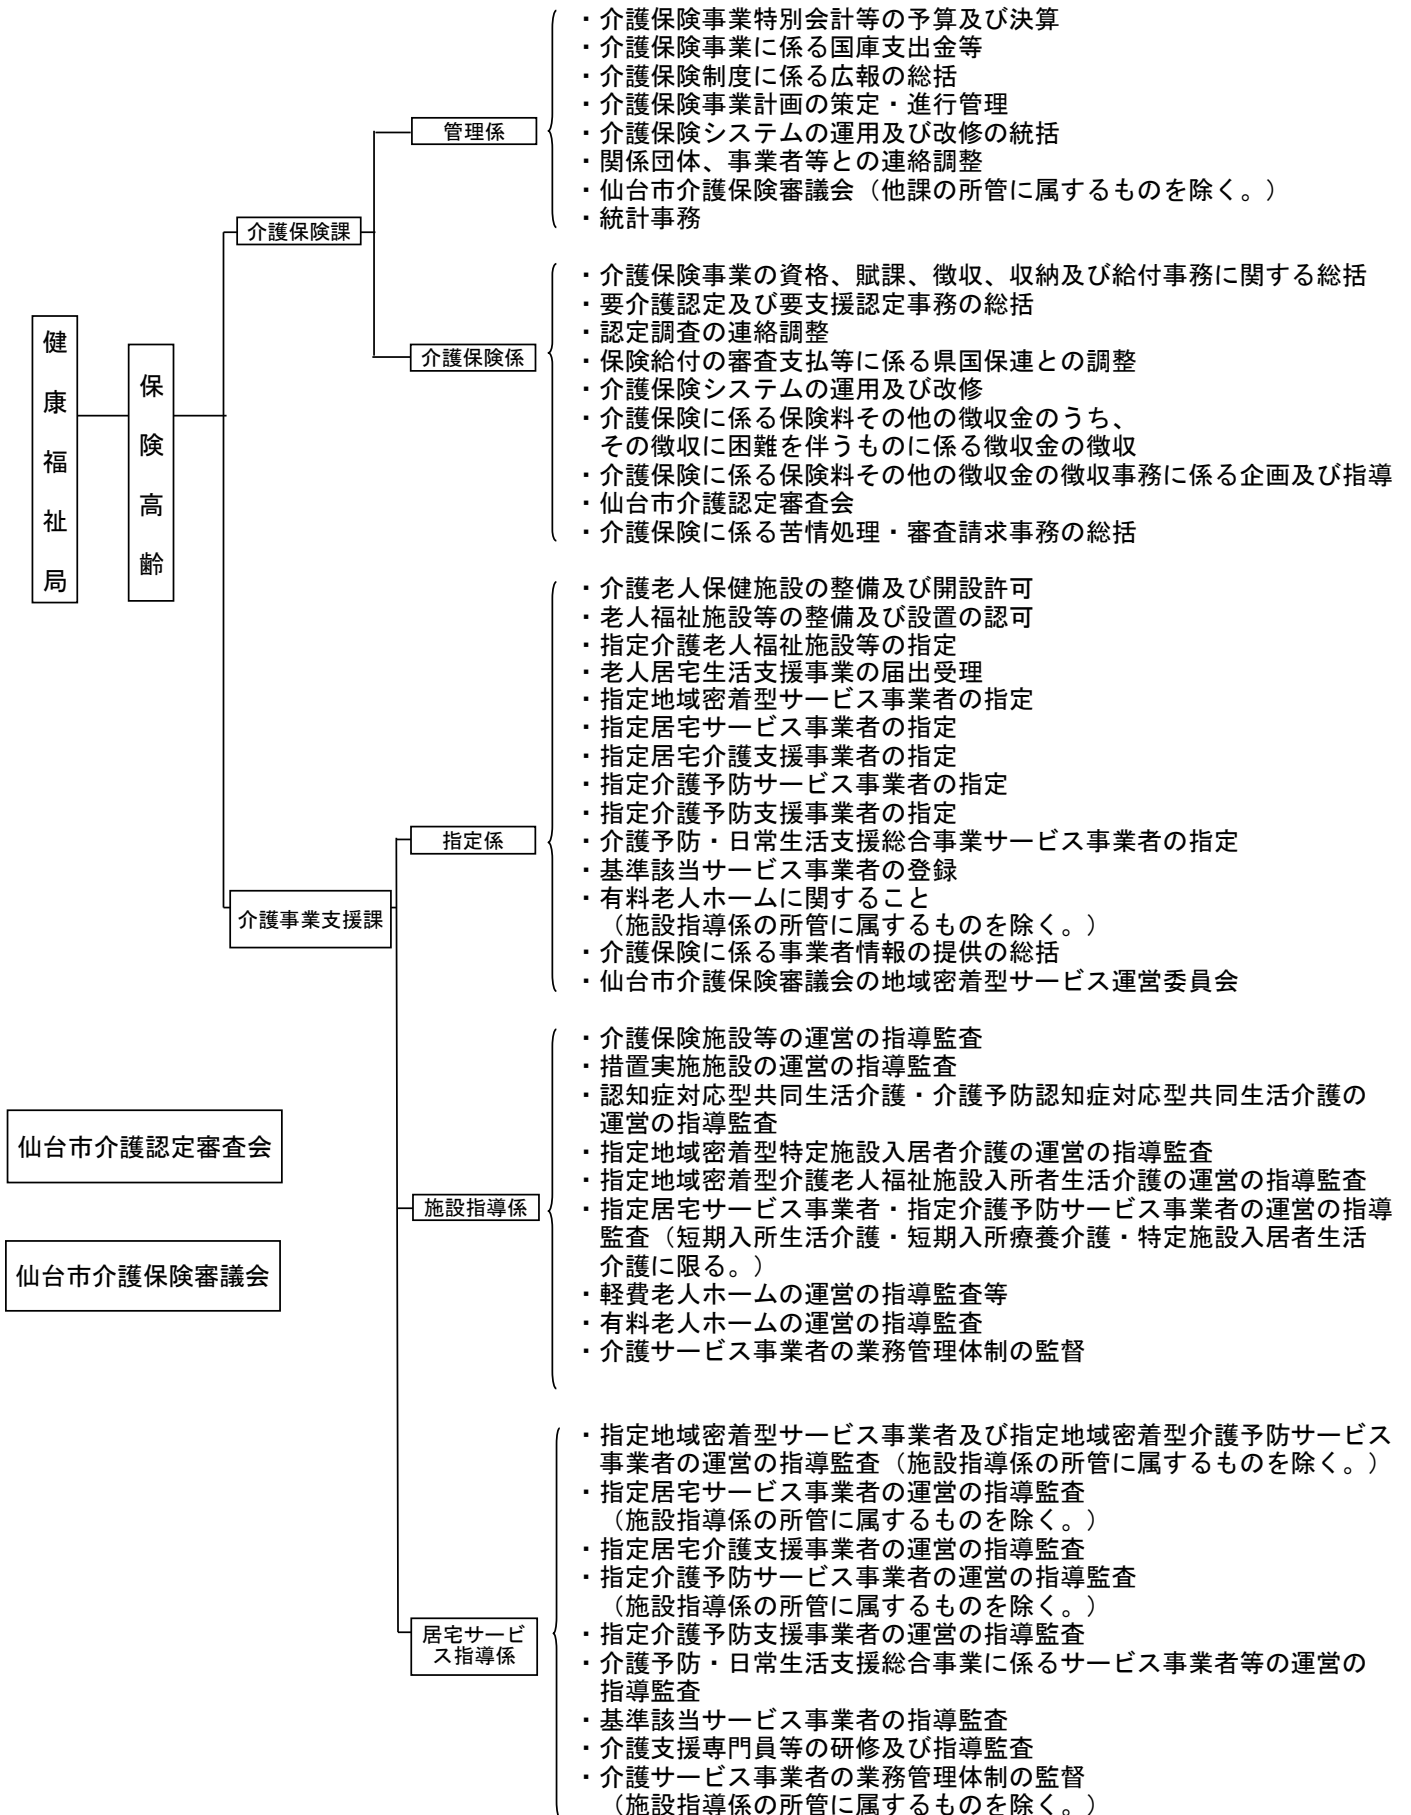 健康福祉局
保険高齢
介護保険課
管理係
・介護保険事業特別会計等の予算及び決算
・介護保険事業に係る国庫支出金等
・介護保険制度に係る広報の総括
・介護保険事業計画の策定・進行管理
・介護保険システムの運用及び改修の統括
・関係団体、事業者等との連絡調整
・仙台市介護保険審議会（他課の所管に属するものを除く。）
・統計事務
介護保険係
・介護保険事業の資格、賦課、徴収、収納及び給付事務に関する総括
・要介護認定及び要支援認定事務の総括
・認定調査の連絡調整
・保険給付の審査支払等に係る県国保連との調整
・介護保険システムの運用及び改修
・介護保険に係る保険料その他の徴収金のうち、
その徴収に困難を伴うものに係る徴収金の徴収
・介護保険に係る保険料その他の徴収金の徴収事務に係る企画及び指導
・仙台市介護認定審査会
・介護保険に係る苦情処理・審査請求事務の総括
介護事業支援課
指定係
・介護老人保健施設の整備及び開設許可
・老人福祉施設等の整備及び設置の認可
・指定介護老人福祉施設等の指定
・老人居宅生活支援事業の届出受理
・指定地域密着型サービス事業者の指定
・指定居宅サービス事業者の指定
・指定居宅介護支援事業者の指定
・指定介護予防サービス事業者の指定
・指定介護予防支援事業者の指定
・介護予防・日常生活支援総合事業サービス事業者の指定
・基準該当サービス事業者の登録
・有料老人ホームに関すること
（施設指導係の所管に属するものを除く。）
・介護保険に係る事業者情報の提供の総括
・仙台市介護保険審議会の地域密着型サービス運営委員会
施設指導係
・介護保険施設等の運営の指導監査
・措置実施施設の運営の指導監査
・認知症対応型共同生活介護・介護予防認知症対応型共同生活介護の
運営の指導監査
・指定地域密着型特定施設入居者介護の運営の指導監査
・指定地域密着型介護老人福祉施設入所者生活介護の運営の指導監査
・指定居宅サービス事業者・指定介護予防サービス事業者の運営の指導
監査（短期入所生活介護・短期入所療養介護・特定施設入居者生活
介護に限る。）
・軽費老人ホームの運営の指導監査等
・有料老人ホームの運営の指導監査
・介護サービス事業者の業務管理体制の監督
居宅サービ
ス指導係
・指定地域密着型サービス事業者及び指定地域密着型介護予防サービス
事業者の運営の指導監査（施設指導係の所管に属するものを除く。）
・指定居宅サービス事業者の運営の指導監査
（施設指導係の所管に属するものを除く。）
・指定居宅介護支援事業者の運営の指導監査
・指定介護予防サービス事業者の運営の指導監査
（施設指導係の所管に属するものを除く。）
・指定介護予防支援事業者の運営の指導監査
・介護予防・日常生活支援総合事業に係るサービス事業者等の運営の
指導監査
・基準該当サービス事業者の指導監査
・介護支援専門員等の研修及び指導監査
・介護サービス事業者の業務管理体制の監督
（施設指導係の所管に属するものを除く。）
仙台市介護認定審査会
仙台市介護保険審議会